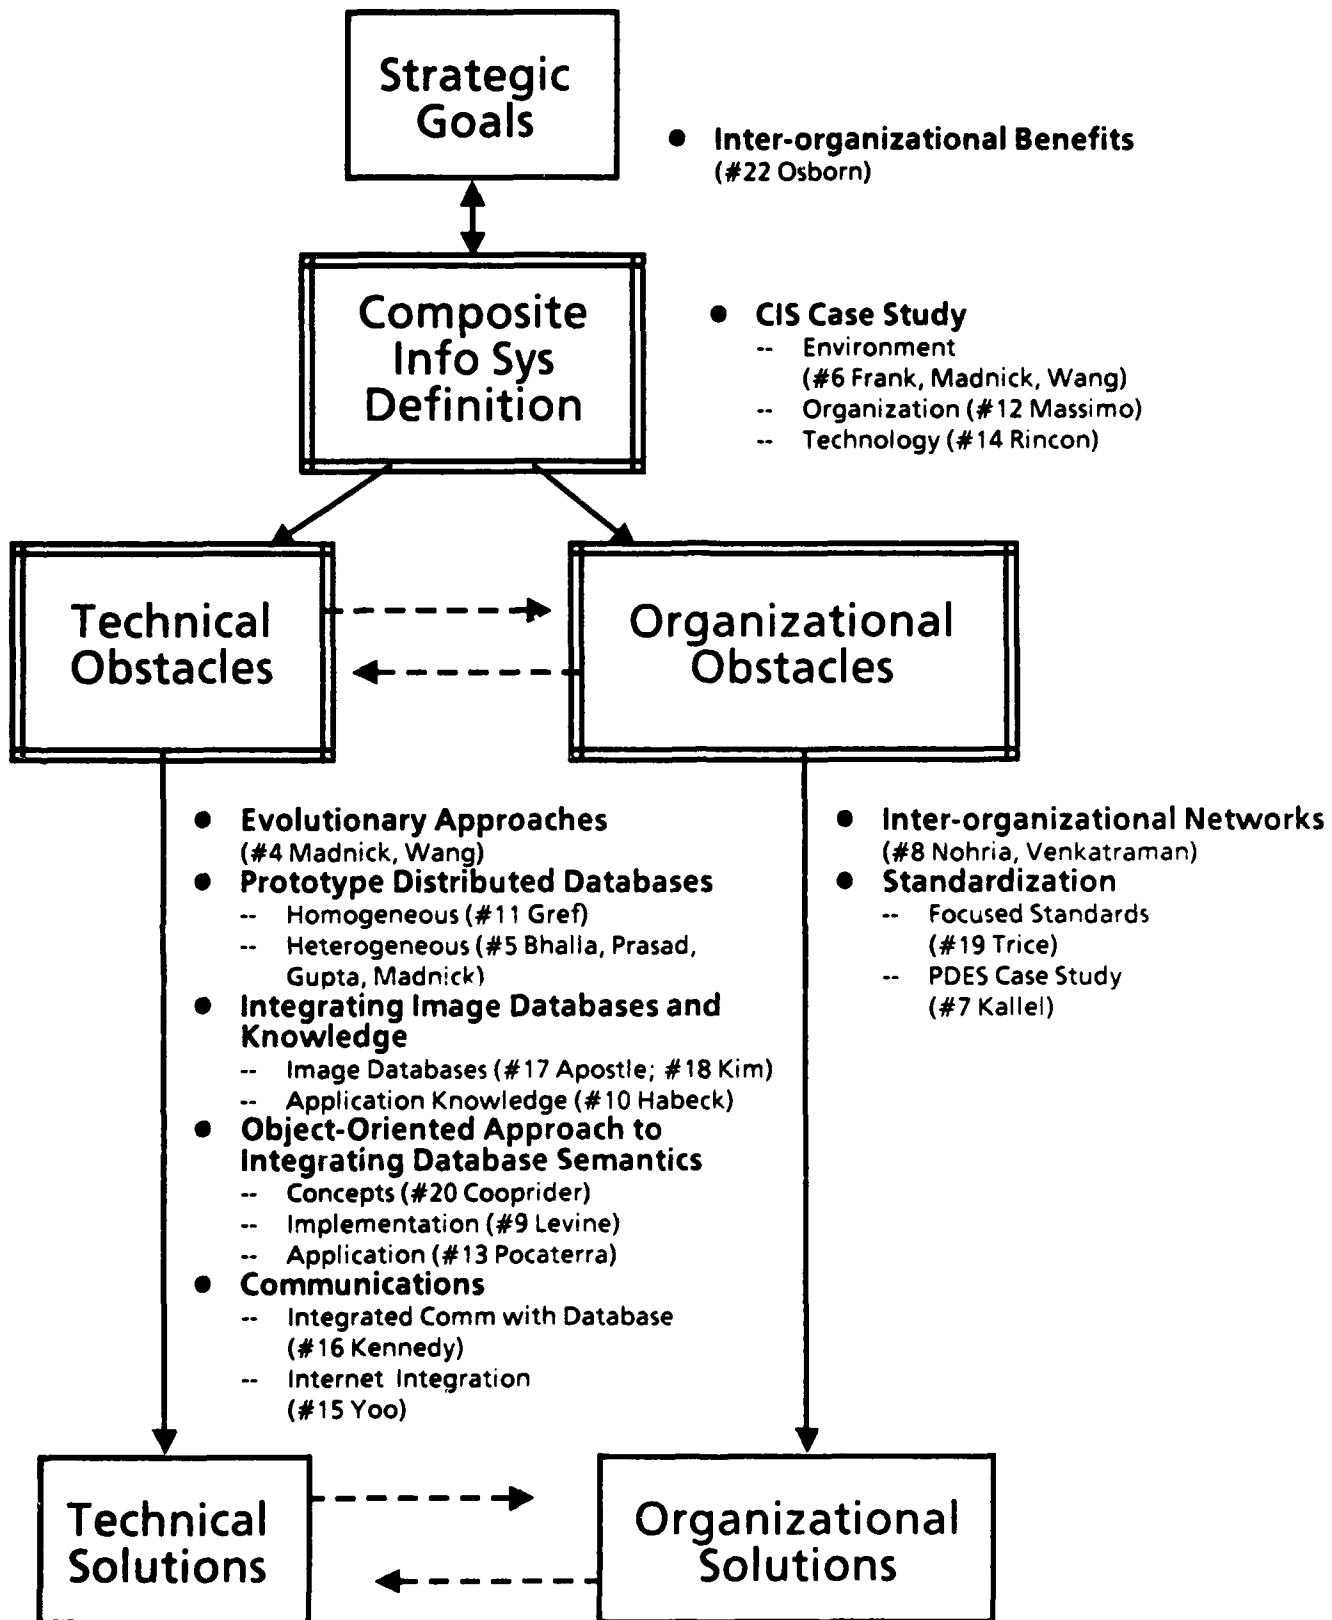 Strategic
Goals
● Inter-organizational Benefits
(#22 Osborn)
Composite
Info Sys
Definition
● CIS Case Study
-- Environment
(#6 Frank, Madnick, Wang)
-- Organization (#12 Massimo)
-- Technology (#14 Rincon)
Technical
Obstacles
Organizational
Obstacles
● Evolutionary Approaches
(#4 Madnick, Wang)
● Prototype Distributed Databases
-- Homogeneous (#11 Gref)
-- Heterogeneous (#5 Bhalla, Prasad,
Gupta, Madnick)
● Integrating Image Databases and
Knowledge
-- Image Databases (#17 Apostle; #18 Kim)
-- Application Knowledge (#10 Habeck)
● Object-Oriented Approach to
Integrating Database Semantics
-- Concepts (#20 Cooprider)
-- Implementation (#9 Levine)
-- Application (#13 Pocaterra)
● Communications
-- Integrated Comm with Database
(#16 Kennedy)
-- Internet Integration
(#15 Yoo)
● Inter-organizational Networks
(#8 Nohria, Venkatraman)
● Standardization
-- Focused Standards
(#19 Trice)
-- PDES Case Study
(#7 Kallel)
Technical
Solutions
Organizational
Solutions